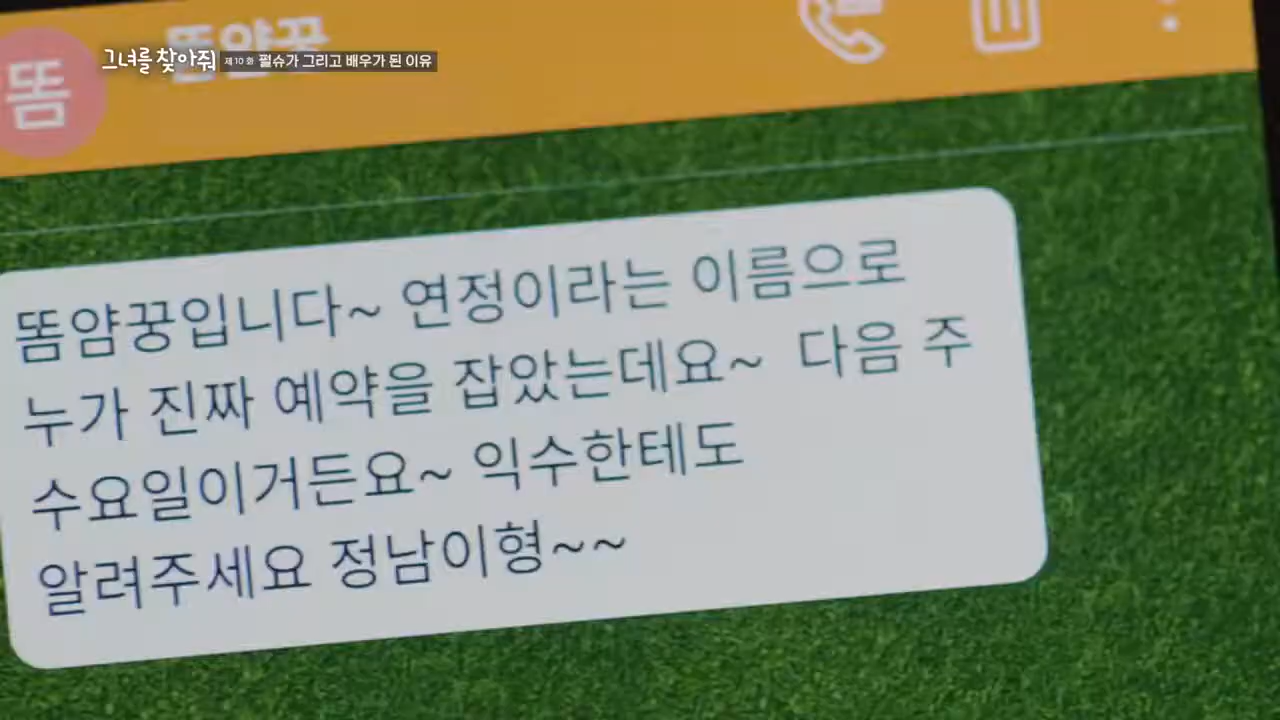 그녀를 찾아줘 제10화 펄슈가 그리고 배우가 된 이유
똠얌꿍
똠
똠얌꿍입니다~ 연정이라는 이름으로
누가 진짜 예약을 잡았는데요~ 다음 주
수요일이거든요~ 익수한테도
알려주세요 정남이형~~